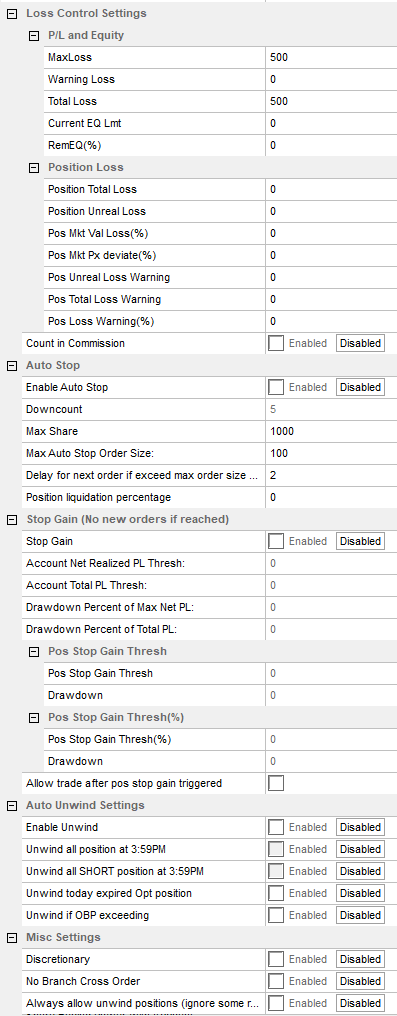 Loss Control Settings
P/L and Equity
MaxLoss 500
Warning Loss 0
Total Loss 500
Current EQ Lmt 0
RemEQ(%) 0
Position Loss
Position Total Loss 0
Position Unreal Loss 0
Pos Mkt Val Loss(%) 0
Pos Mkt Px deviate(%) 0
Pos Unreal Loss Warning 0
Pos Total Loss Warning 0
Pos Loss Warning(%) 0
Count in Commission Enabled Disabled
Auto Stop
Enable Auto Stop Enabled Disabled
Downcount 5
Max Share 1000
Max Auto Stop Order Size: 100
Delay for next order if exceed max order size ... 2
Position liquidation percentage 0
Stop Gain (No new orders if reached)
Stop Gain Enabled Disabled
Account Net Realized PL Thresh: 0
Account Total PL Thresh: 0
Drawdown Percent of Max Net PL: 0
Drawdown Percent of Total PL: 0
Pos Stop Gain Thresh
Pos Stop Gain Thresh 0
Drawdown 0
Pos Stop Gain Thresh(%)
Pos Stop Gain Thresh(%) 0
Drawdown 0
Allow trade after pos stop gain triggered
Auto Unwind Settings
Enable Unwind Enabled Disabled
Unwind all position at 3:59PM Enabled Disabled
Unwind all SHORT position at 3:59PM Enabled Disabled
Unwind today expired Opt position Enabled Disabled
Unwind if OBP exceeding Enabled Disabled
Misc Settings
Discretionary Enabled Disabled
No Branch Cross Order Enabled Disabled
Always allow unwind positions (ignore some r... Enabled Disabled